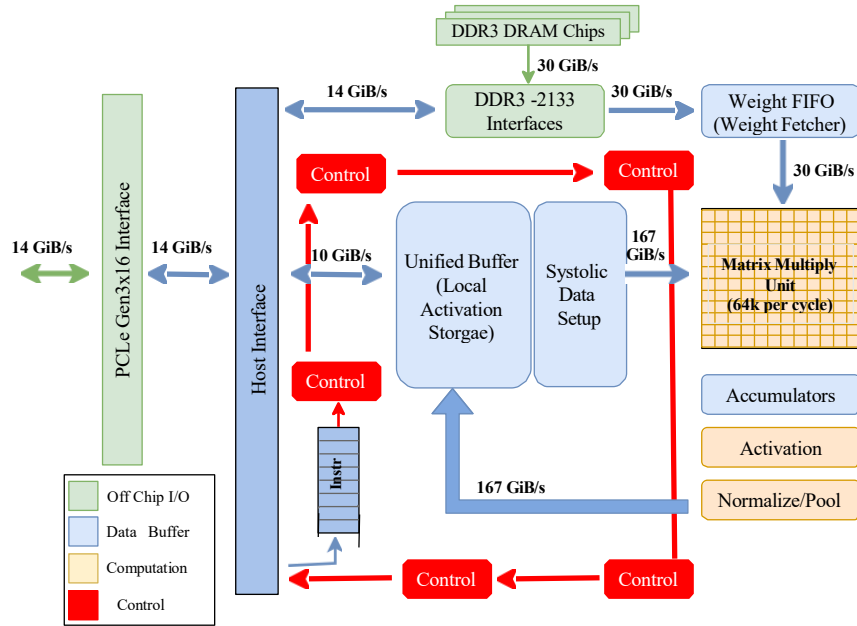 DDR3 DRAM Chips
30 GiB/s
14 GiB/s
DDR3 -2133
Interfaces
30 GiB/s
Weight FIFO
(Weight Fetcher)
30 GiB/s
Control
Control
14 GiB/s
PCLe Gen3x16 Interface
14 GiB/s
Host Interface
10 GiB/s
Unified Buffer
(Local
Activation
Storgae)
Systolic
Data
Setup
167
GiB/s
Matrix Multiply
Unit
(64k per cycle)
Control
Instr
Accumulators
Activation
Normalize/Pool
167 GiB/s
Off Chip I/O
Data Buffer
Computation
Control
Control
Control